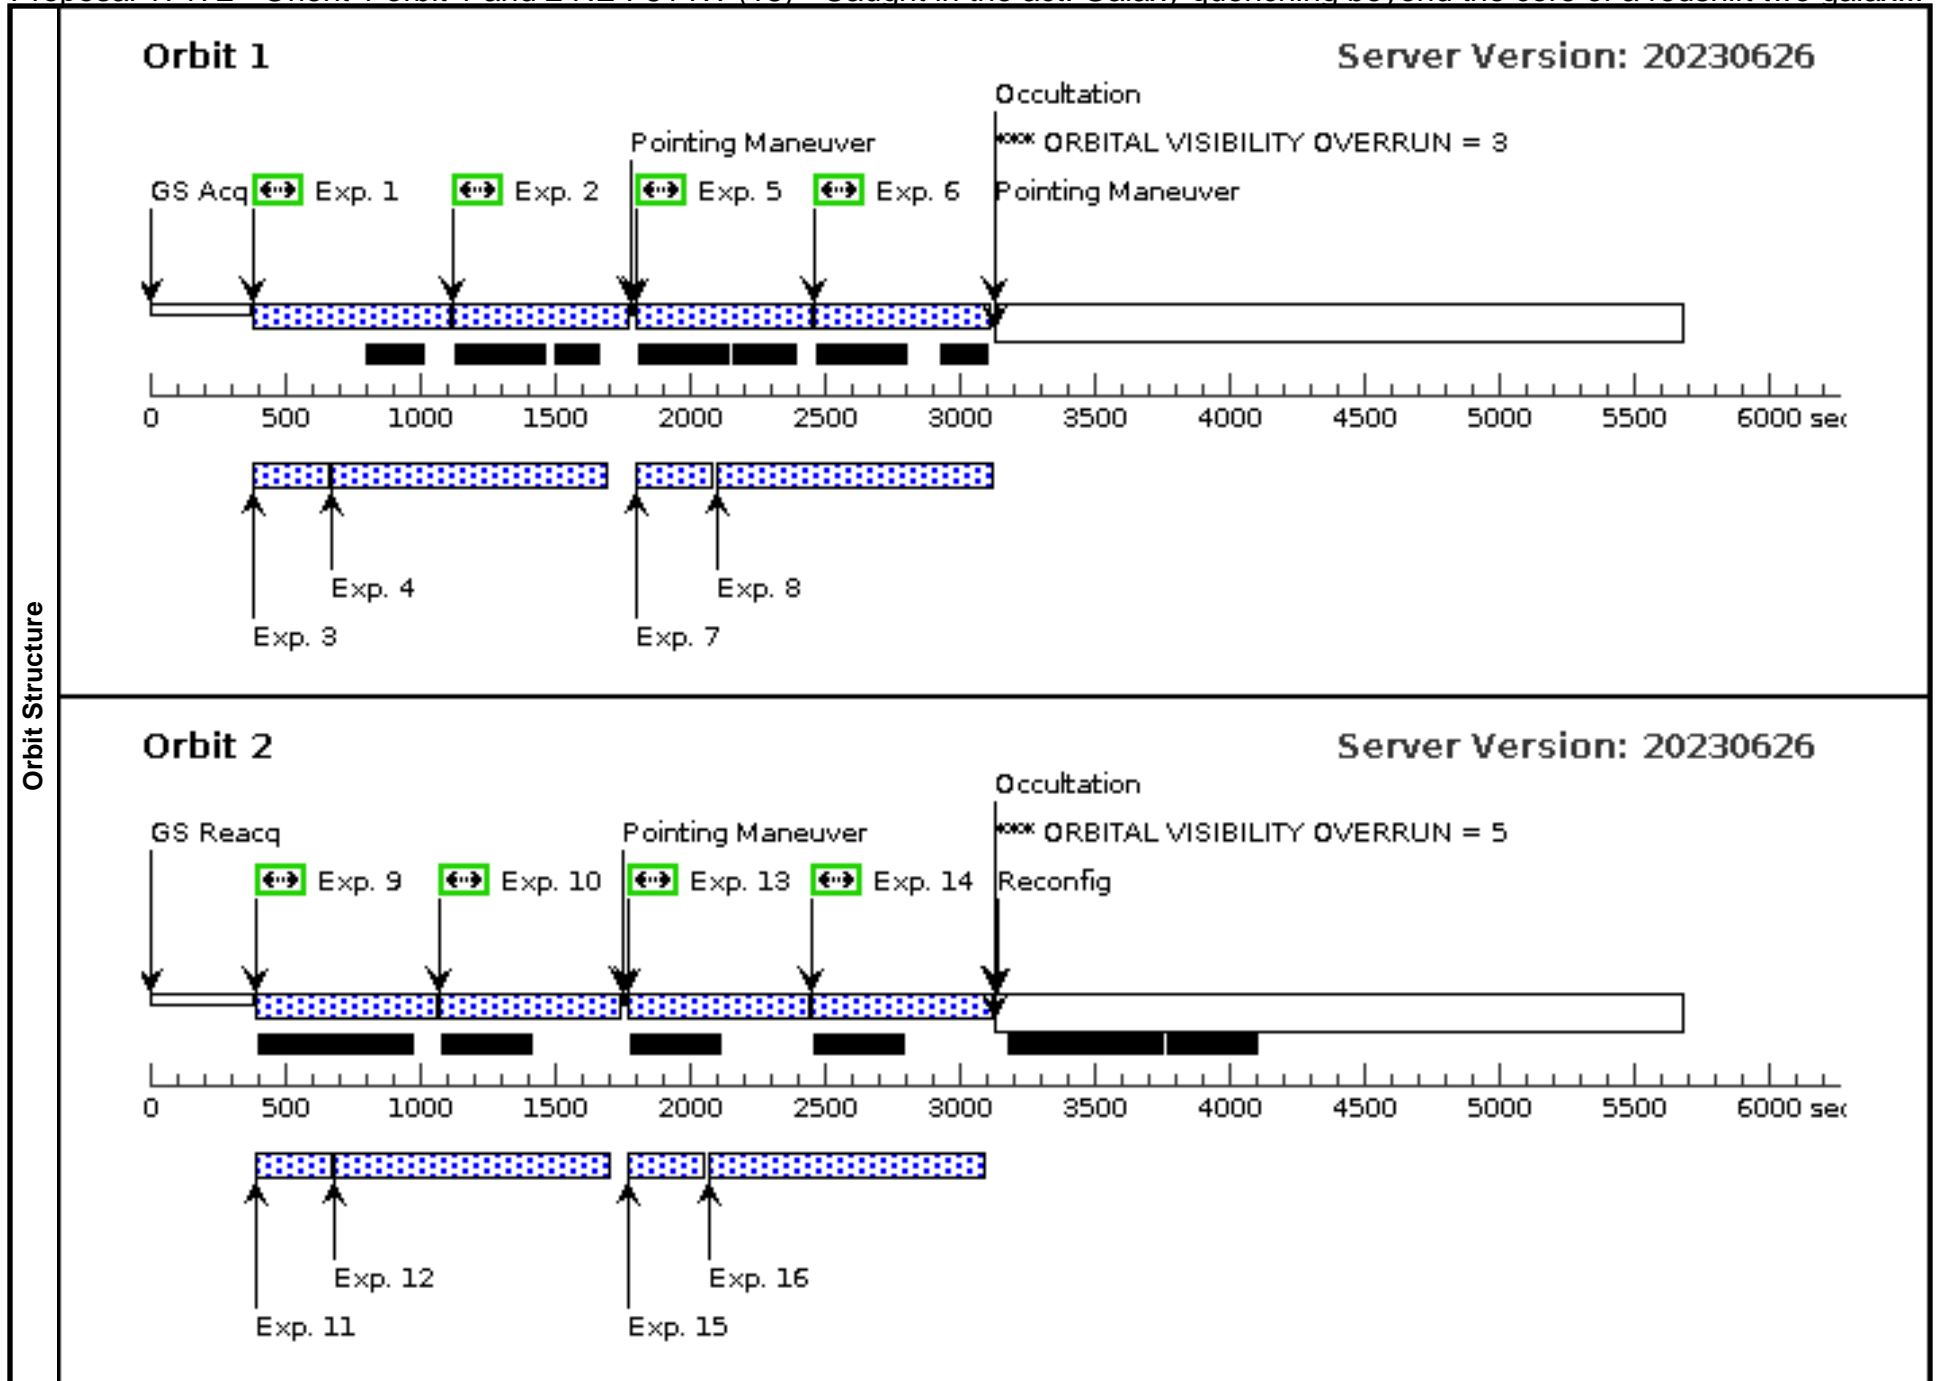 Orbit Structure
Orbit 1
Server Version: 20230626
Occultation
Pointing Maneuver
*** ORBITAL VISIBILITY OVERRUN = 3
GS Acq
Exp. 1
Exp. 2
Exp. 5
Exp. 6
Pointing Maneuver
0 500 1000 1500 2000 2500 3000 3500 4000 4500 5000 5500 6000
Exp. 4
Exp. 8
Exp. 3
Exp. 7
Orbit 2
Server Version: 20230626
Occultation
GS Reacq
Pointing Maneuver
*** ORBITAL VISIBILITY OVERRUN = 5
Exp. 9
Exp. 10
Exp. 13
Exp. 14
Reconfig
0 500 1000 1500 2000 2500 3000 3500 4000 4500 5000 5500 6000
Exp. 12
Exp. 16
Exp. 11
Exp. 15